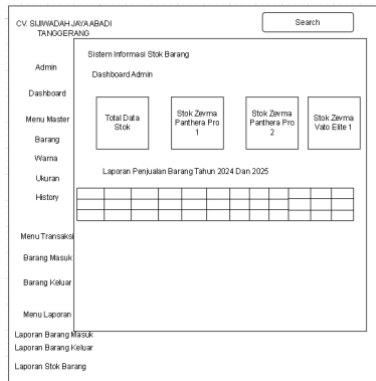 CV. SIJIWADAH JAYA ABADI
TANGGERANG
Search
Sistem Informasi Stok Barang
Dashboard Admin
Admin
Dashboard
Menu Master
Barang
Warna
Ukuran
History
Menu Transaksi
Barang Masuk
Barang Keluar
Menu Laporan
Laporan Barang Masuk
Laporan Barang Keluar
Laporan Stok Barang
Total Data
Stok
Stok Zevma
Panthera Pro
1
Stok Zevma
Panthera Pro
2
Stok Zevma
Valo Elite 1
Laporan Penjualan Barang Tahun 2024 Dan 2025